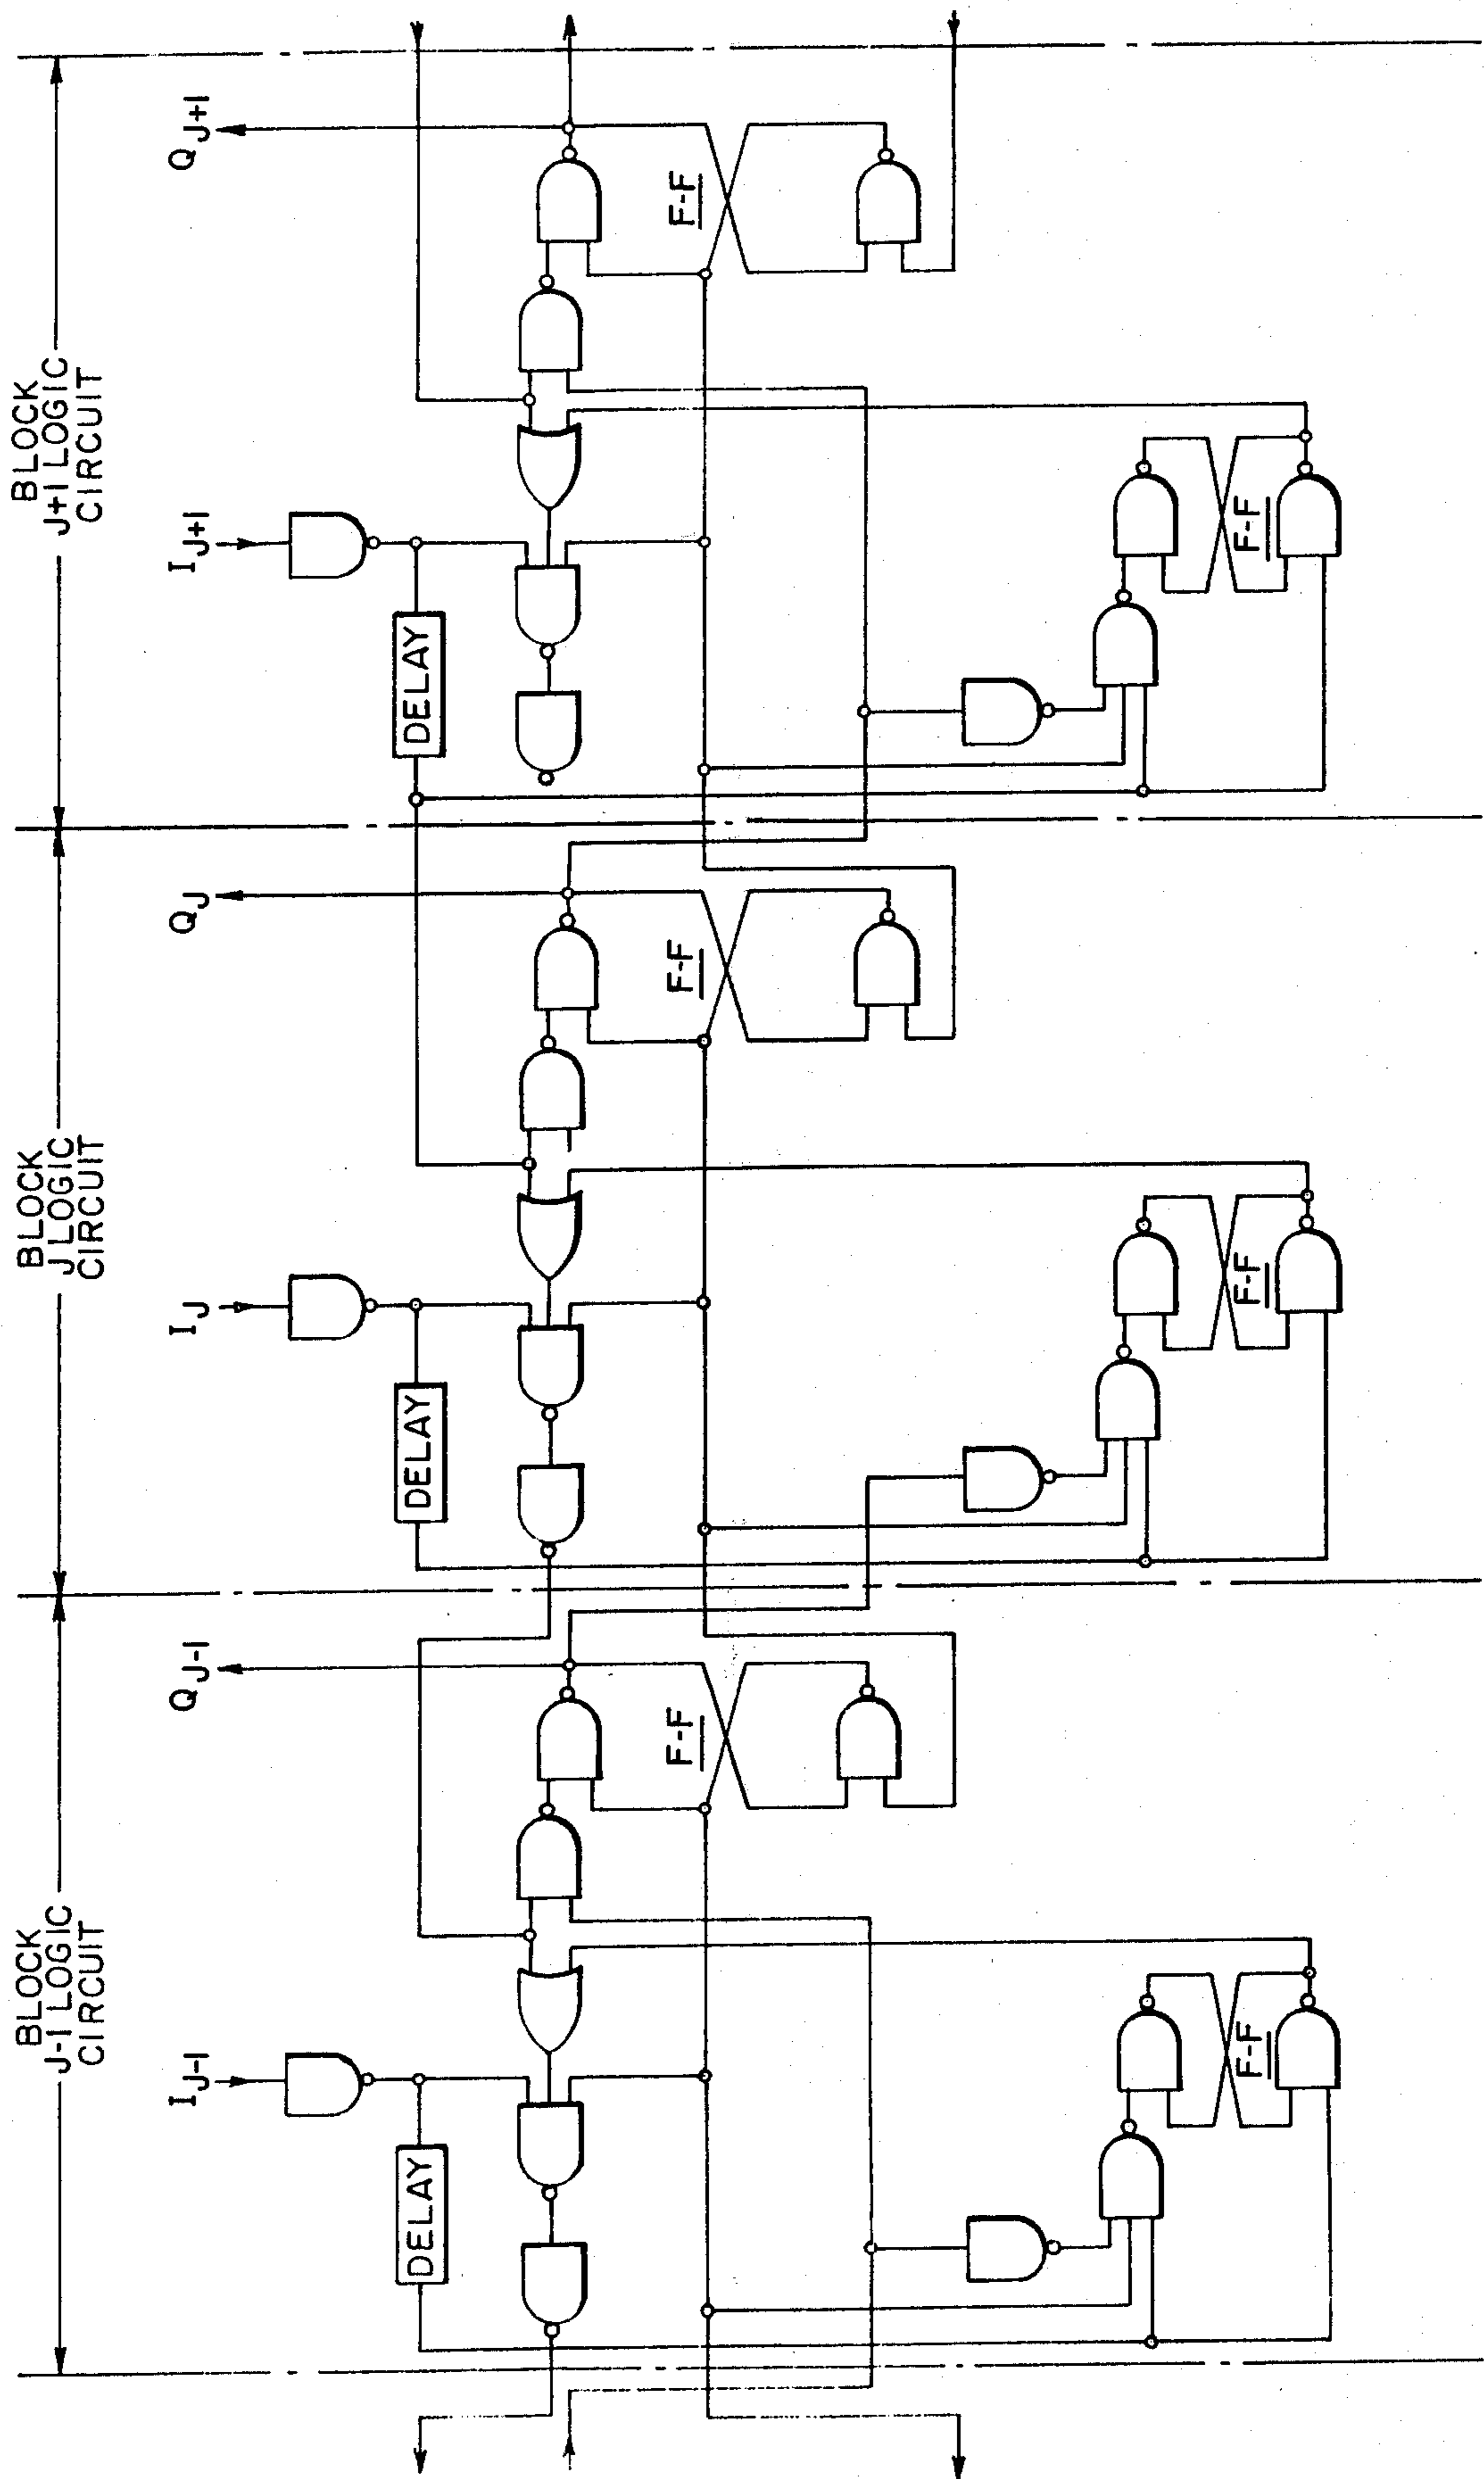 BLOCK
J+1 LOGIC
CIRCUIT
Q J+1
F-F
I J+1
DELAY
F-F
BLOCK
J LOGIC
CIRCUIT
Q J
F-F
I J
DELAY
F-F
BLOCK
J-1 LOGIC
CIRCUIT
Q J-1
F-F
I J-1
DELAY
F-F